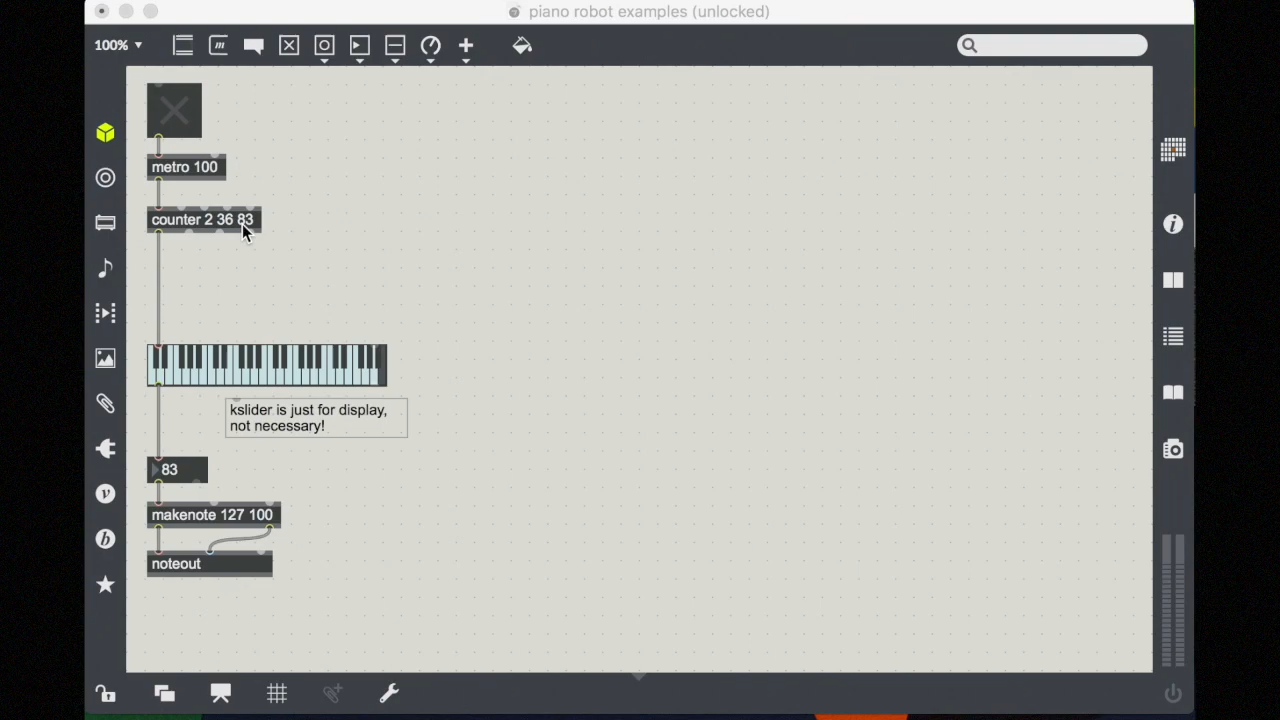 piano robot examples (unlocked)
100%
metro 100
counter 2 36 83
kslider is just for display,
not necessary!
83
makenote 127 100
noteout